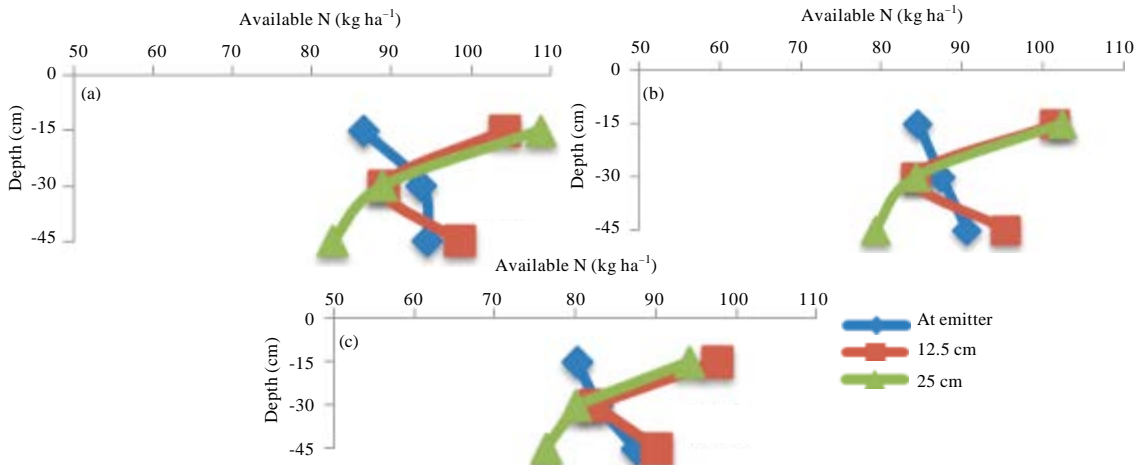 Available N (kg ha⁻¹)
50 60 70 80 90 100 110
0
-15
-30
-45
Depth (cm)
(a)
Available N (kg ha⁻¹)
50 60 70 80 90 100 110
0
-15
-30
-45
Depth (cm)
(b)
Available N (kg ha⁻¹)
50 60 70 80 90 100 110
0
-15
-30
-45
Depth (cm)
(c)
At emitter
12.5 cm
25 cm